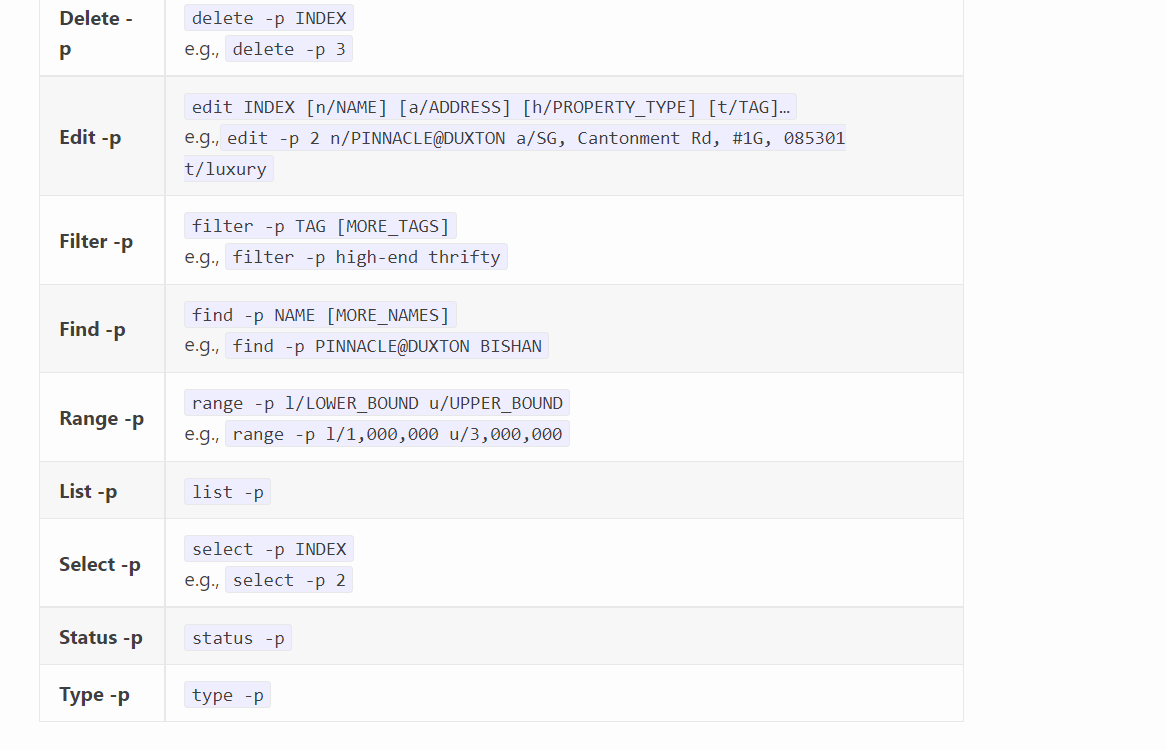 Delete -
p
delete -p INDEX
e.g., delete -p 3
Edit -p
edit INDEX [n/NAME] [a/ADDRESS] [h/PROPERTY_TYPE] [t/TAG]…
e.g., edit -p 2 n/PINNACLE@DUXTON a/SG, Cantonment Rd, #1G, 085301
t/luxury
Filter -p
filter -p TAG [MORE_TAGS]
e.g., filter -p high-end thrifty
Find -p
find -p NAME [MORE_NAMES]
e.g., find -p PINNACLE@DUXTON BISHAN
Range -p
range -p l/LOWER_BOUND u/UPPER_BOUND
e.g., range -p l/1,000,000 u/3,000,000
List -p
list -p
Select -p
select -p INDEX
e.g., select -p 2
Status -p
status -p
Type -p
type -p